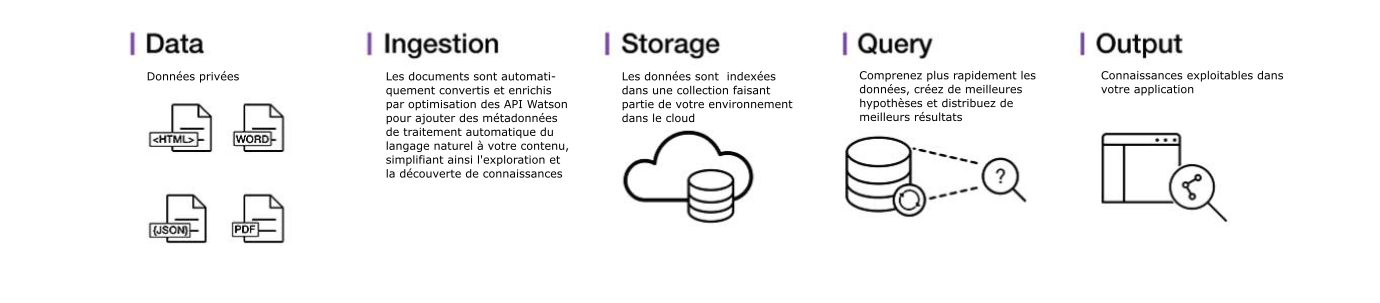 Data
Données privées
<HTML>
WORD
{JSON}
PDF
Ingestion
Les documents sont automati-
quement convertis et enrichis
par optimisation des API Watson
pour ajouter des métadonnées
de traitement automatique du
langage naturel à votre contenu,
simplifiant ainsi l'exploration et
la découverte de connaissances
Storage
Les données sont indexées
dans une collection faisant
partie de votre environnement
dans le cloud
Query
Comprenez plus rapidement les
données, créez de meilleures
hypothèses et distribuez de
meilleurs résultats
?
Output
Connaissances exploitables dans
votre application